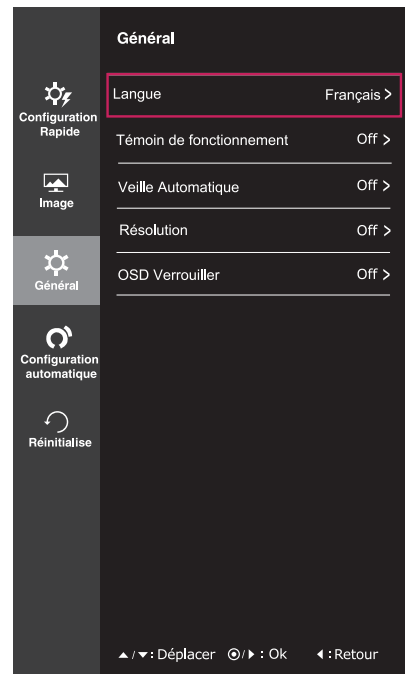 Général
Langue Français >
Témoin de fonctionnement Off >
Veille Automatique Off >
Résolution Off >
OSD Verrouiller Off >
Configuration
Rapide
Image
Général
Configuration
automatique
Réinitialise
▲/▼: Déplacer ⦿/▶ : Ok ◀ : Retour